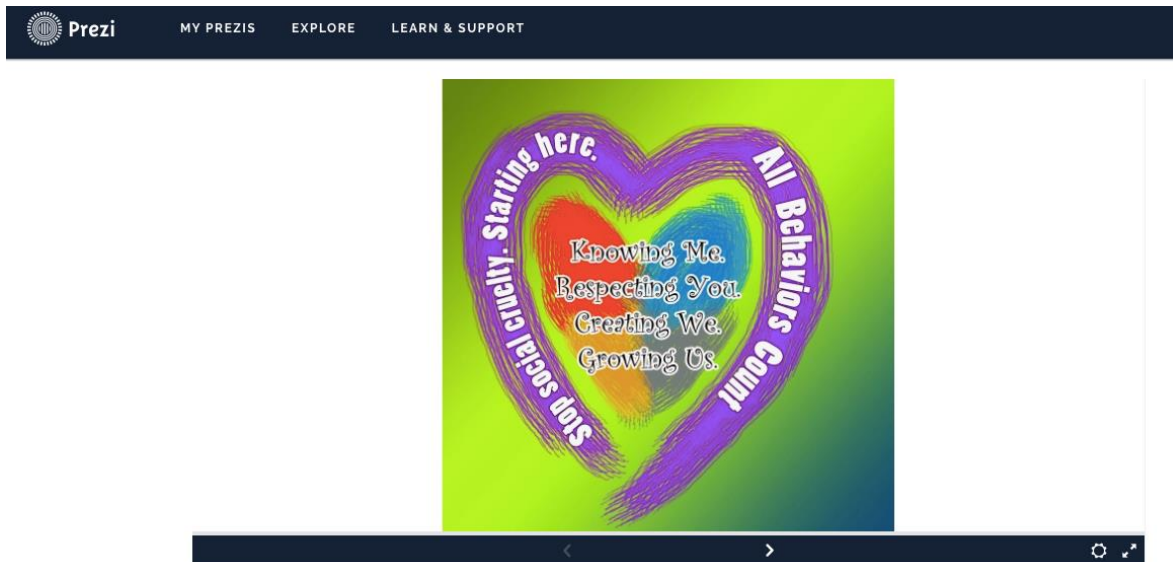 Prezi MY PREZIS EXPLORE LEARN & SUPPORT
Stop social cruelty. Starting here.
All Behaviors Count
Knowing Me.
Respecting You.
Creating We.
Growing Us.